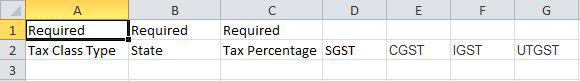 A B C D E F G
1 Required Required Required
2 Tax Class Type State Tax Percentage SGST CGST IGST UTGST
3